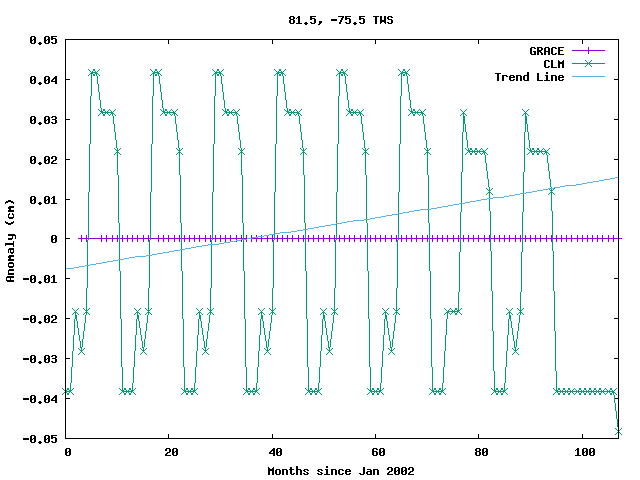 81.5, -75.5 TWS
GRACE
CLM
Trend Line
0.05
0.04
0.03
0.02
0.01
0
-0.01
-0.02
-0.03
-0.04
-0.05
Anomaly (cm)
0 20 40 60 80 100
Months since Jan 2002